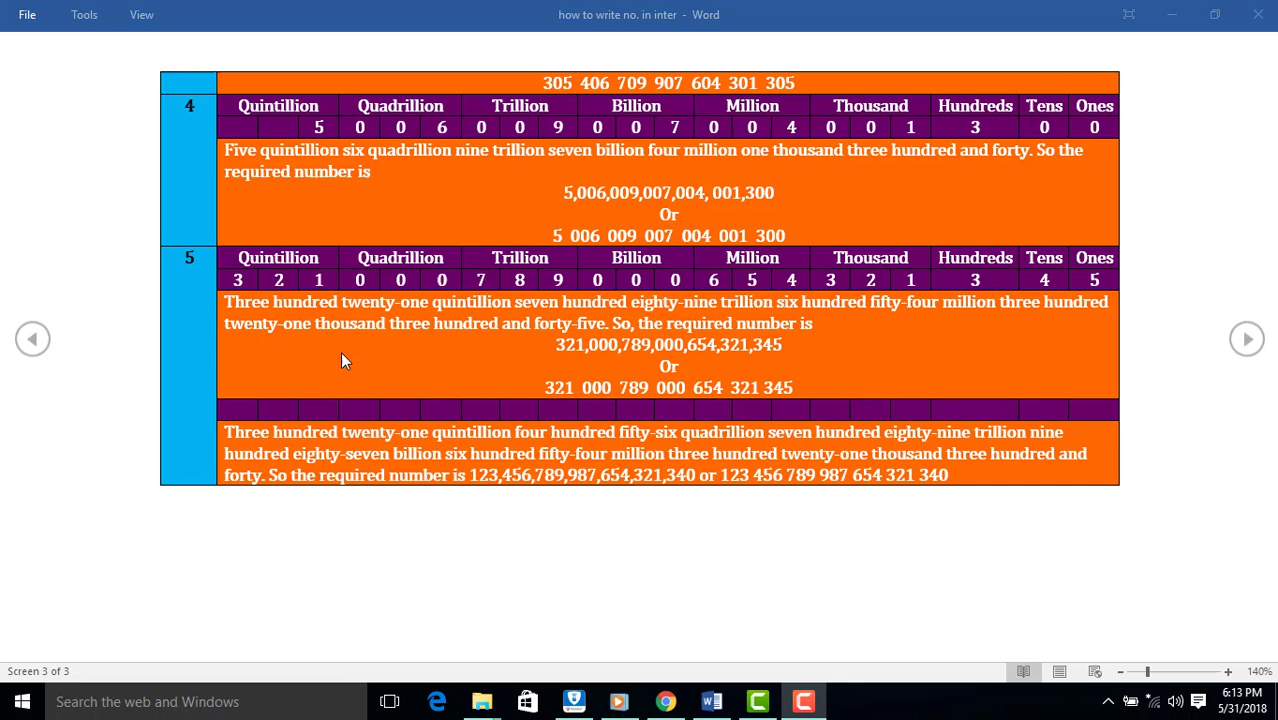 File Tools View how to write no. in inter - Word
305 406 709 907 604 301 305
4 Quintillion Quadrillion Trillion Billion Million Thousand Hundreds Tens Ones
5 0 0 6 0 0 9 0 0 7 0 0 4 0 0 1 3 0 0
Five quintillion six quadrillion nine trillion seven billion four million one thousand three hundred and forty. So the
required number is
5,006,009,007,004, 001,300
Or
5 006 009 007 004 001 300
5 Quintillion Quadrillion Trillion Billion Million Thousand Hundreds Tens Ones
3 2 1 0 0 0 7 8 9 0 0 0 6 5 4 3 2 1 3 4 5
Three hundred twenty-one quintillion seven hundred eighty-nine trillion six hundred fifty-four million three hundred
twenty-one thousand three hundred and forty-five. So, the required number is
321,000,789,000,654,321,345
Or
321 000 789 000 654 321 345
Three hundred twenty-one quintillion four hundred fifty-six quadrillion seven hundred eighty-nine trillion nine
hundred eighty-seven billion six hundred fifty-four million three hundred twenty-one thousand three hundred and
forty. So the required number is 123,456,789,987,654,321,340 or 123 456 789 987 654 321 340
Screen 3 of 3 140%
Search the web and Windows 6:13 PM
5/31/2018